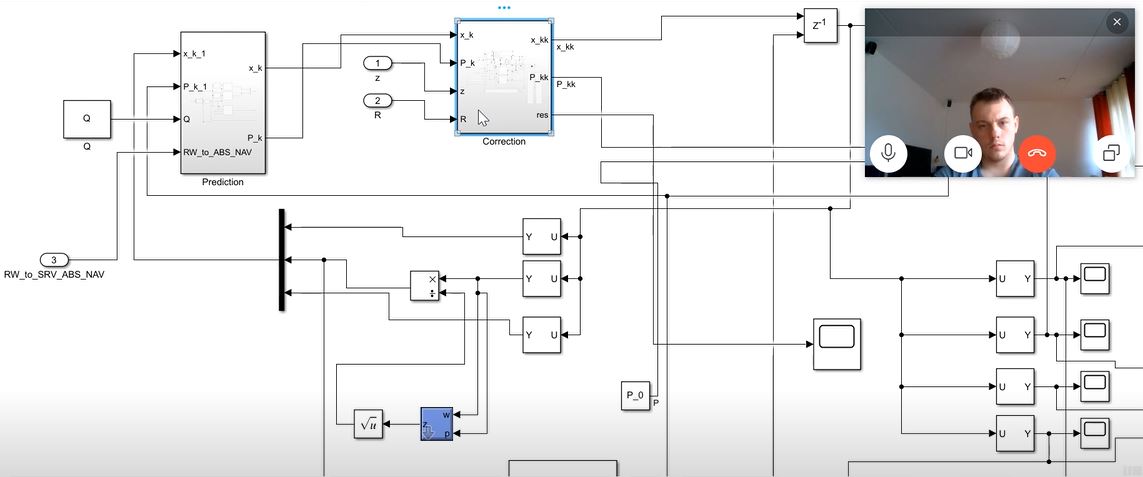 x_k_1
P_k_1
Q
RW_to_ABS_NAV
x_k
P_k
Prediction
Q
Q
3
RW_to_SRV_ABS_NAV
1
z
2
R
x_k
P_k
z
R
x_kk
P_kk
res
Correction
x_kk
P_kk
z-1
Y U
Y U
Y U
×
÷
√u
w
z
p
P_0
P
U Y
U Y
U Y
U Y